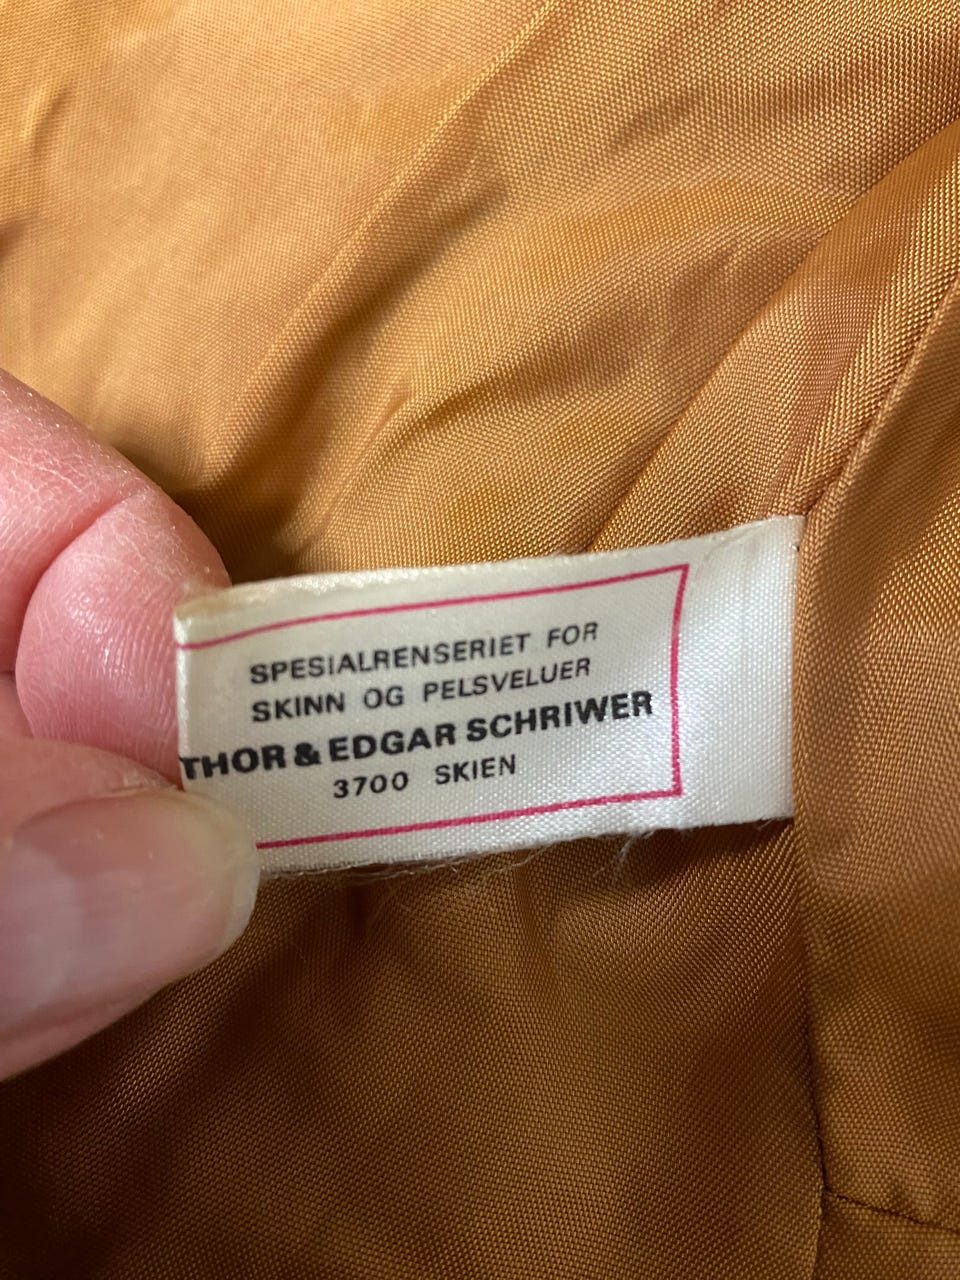 SPESIALRENSERIET FOR
SKINN OG PELSVELUER
THOR & EDGAR SCHRIWER
3700 SKIEN